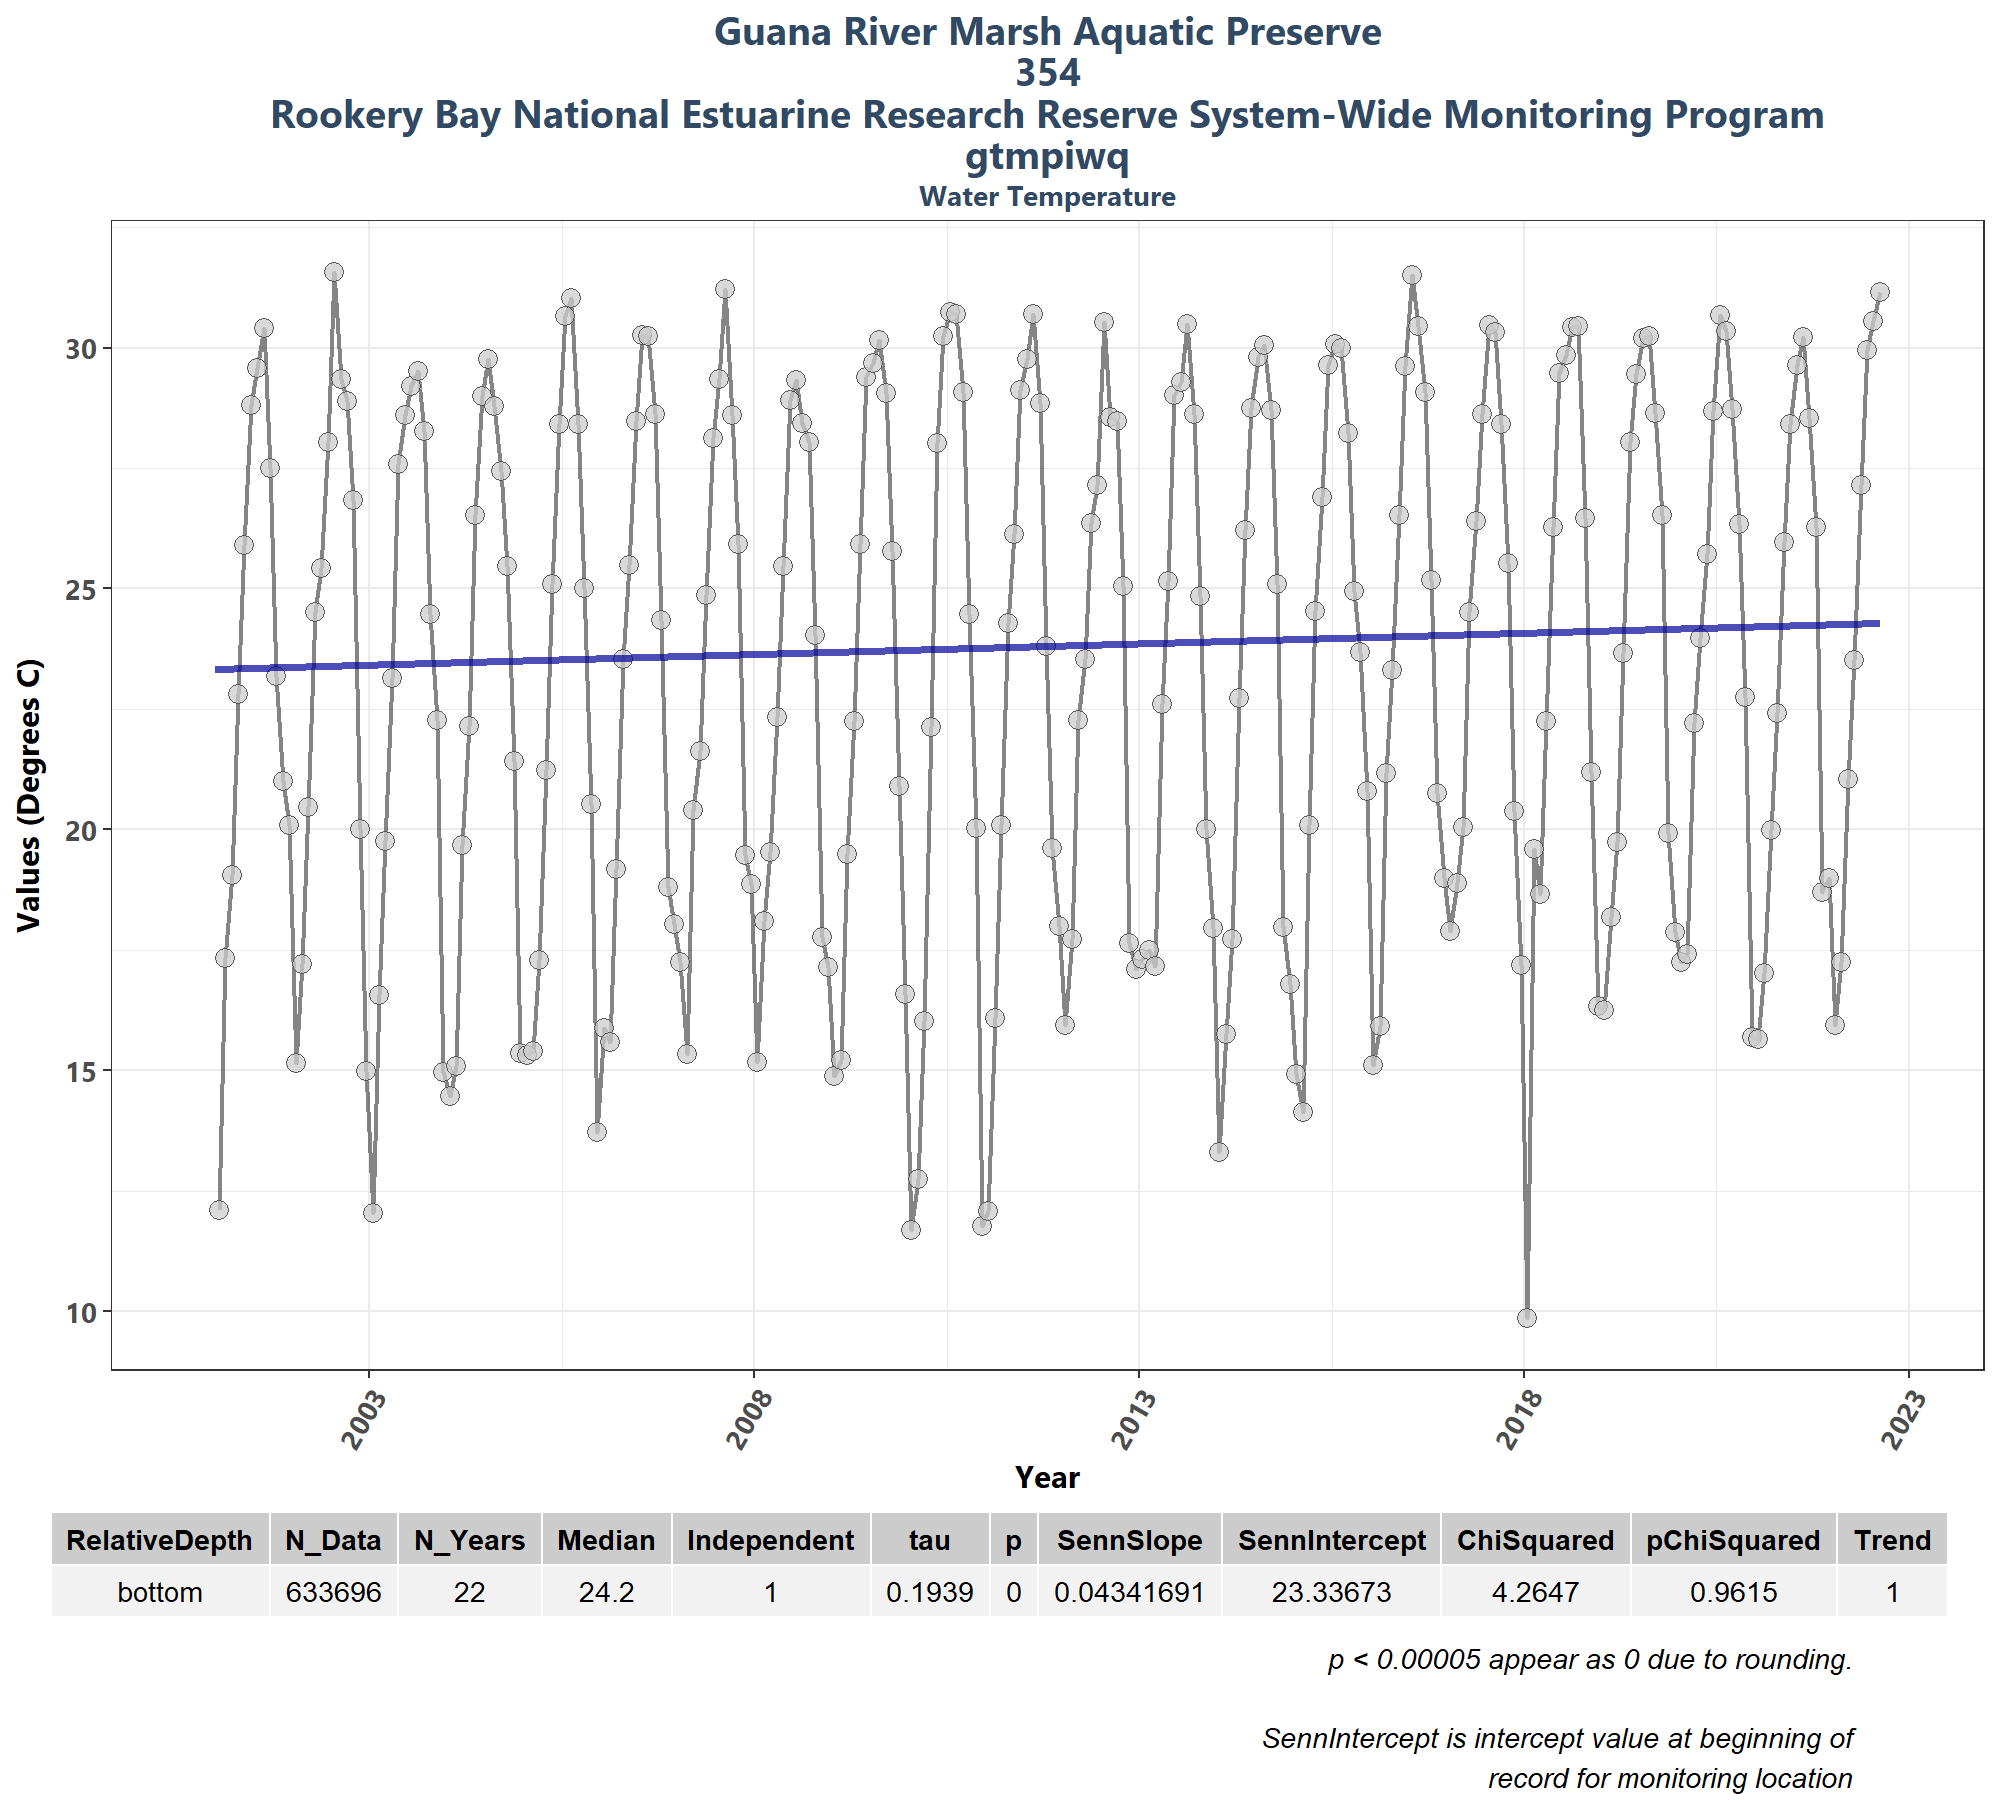 Guana River Marsh Aquatic Preserve
354
Rookery Bay National Estuarine Research Reserve System-Wide Monitoring Program
gtmpiwq
Water Temperature
Values (Degrees C)
30
25
20
15
10
2003 2008 2013 2018 2023
Year
RelativeDepth N_Data N_Years Median Independent tau p SennSlope SennIntercept ChiSquared pChiSquared Trend
bottom 633696 22 24.2 1 0.1939 0 0.04341691 23.33673 4.2647 0.9615 1
p < 0.00005 appear as 0 due to rounding.
SennIntercept is intercept value at beginning of
record for monitoring location